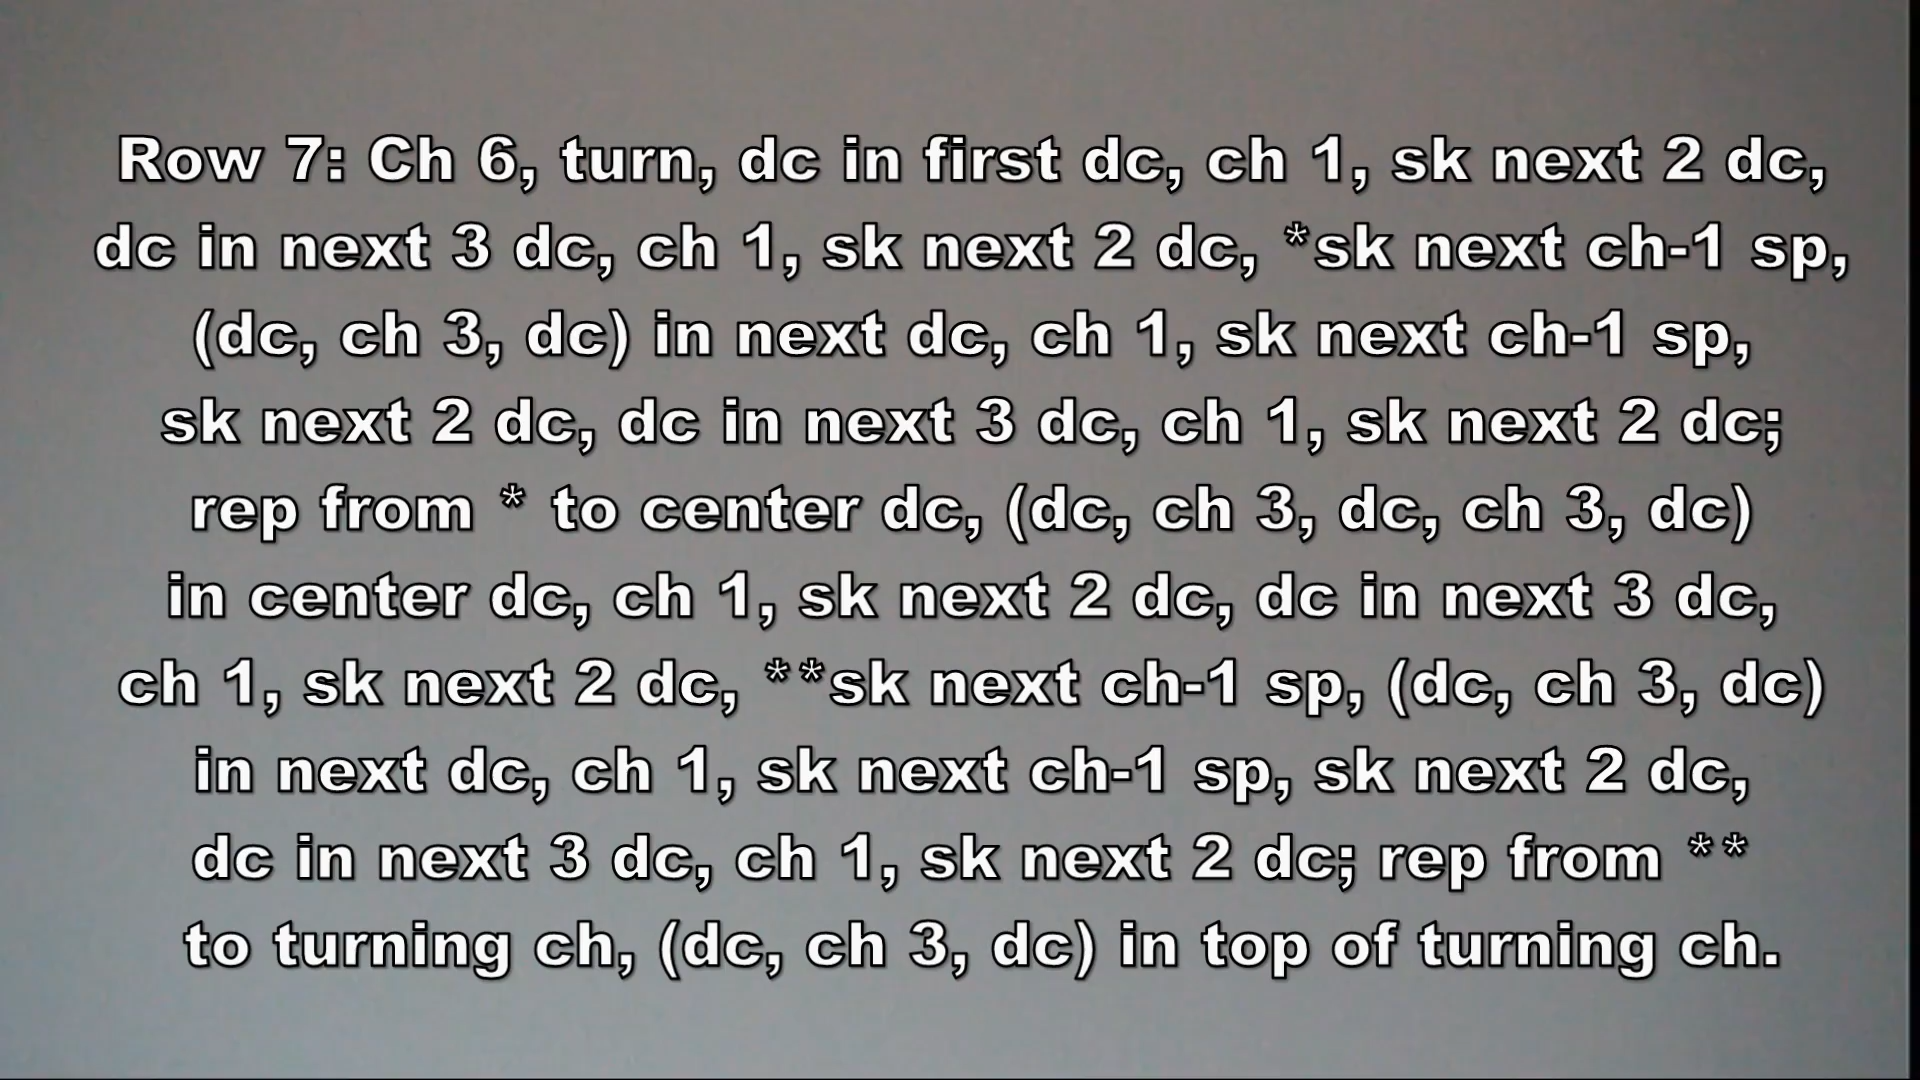 Row 7: Ch 6, turn, dc in first dc, ch 1, sk next 2 dc,
dc in next 3 dc, ch 1, sk next 2 dc, *sk next ch-1 sp,
(dc, ch 3, dc) in next dc, ch 1, sk next ch-1 sp,
sk next 2 dc, dc in next 3 dc, ch 1, sk next 2 dc;
rep from * to center dc, (dc, ch 3, dc, ch 3, dc)
in center dc, ch 1, sk next 2 dc, dc in next 3 dc,
ch 1, sk next 2 dc, **sk next ch-1 sp, (dc, ch 3, dc)
in next dc, ch 1, sk next ch-1 sp, sk next 2 dc,
dc in next 3 dc, ch 1, sk next 2 dc; rep from **
to turning ch, (dc, ch 3, dc) in top of turning ch.